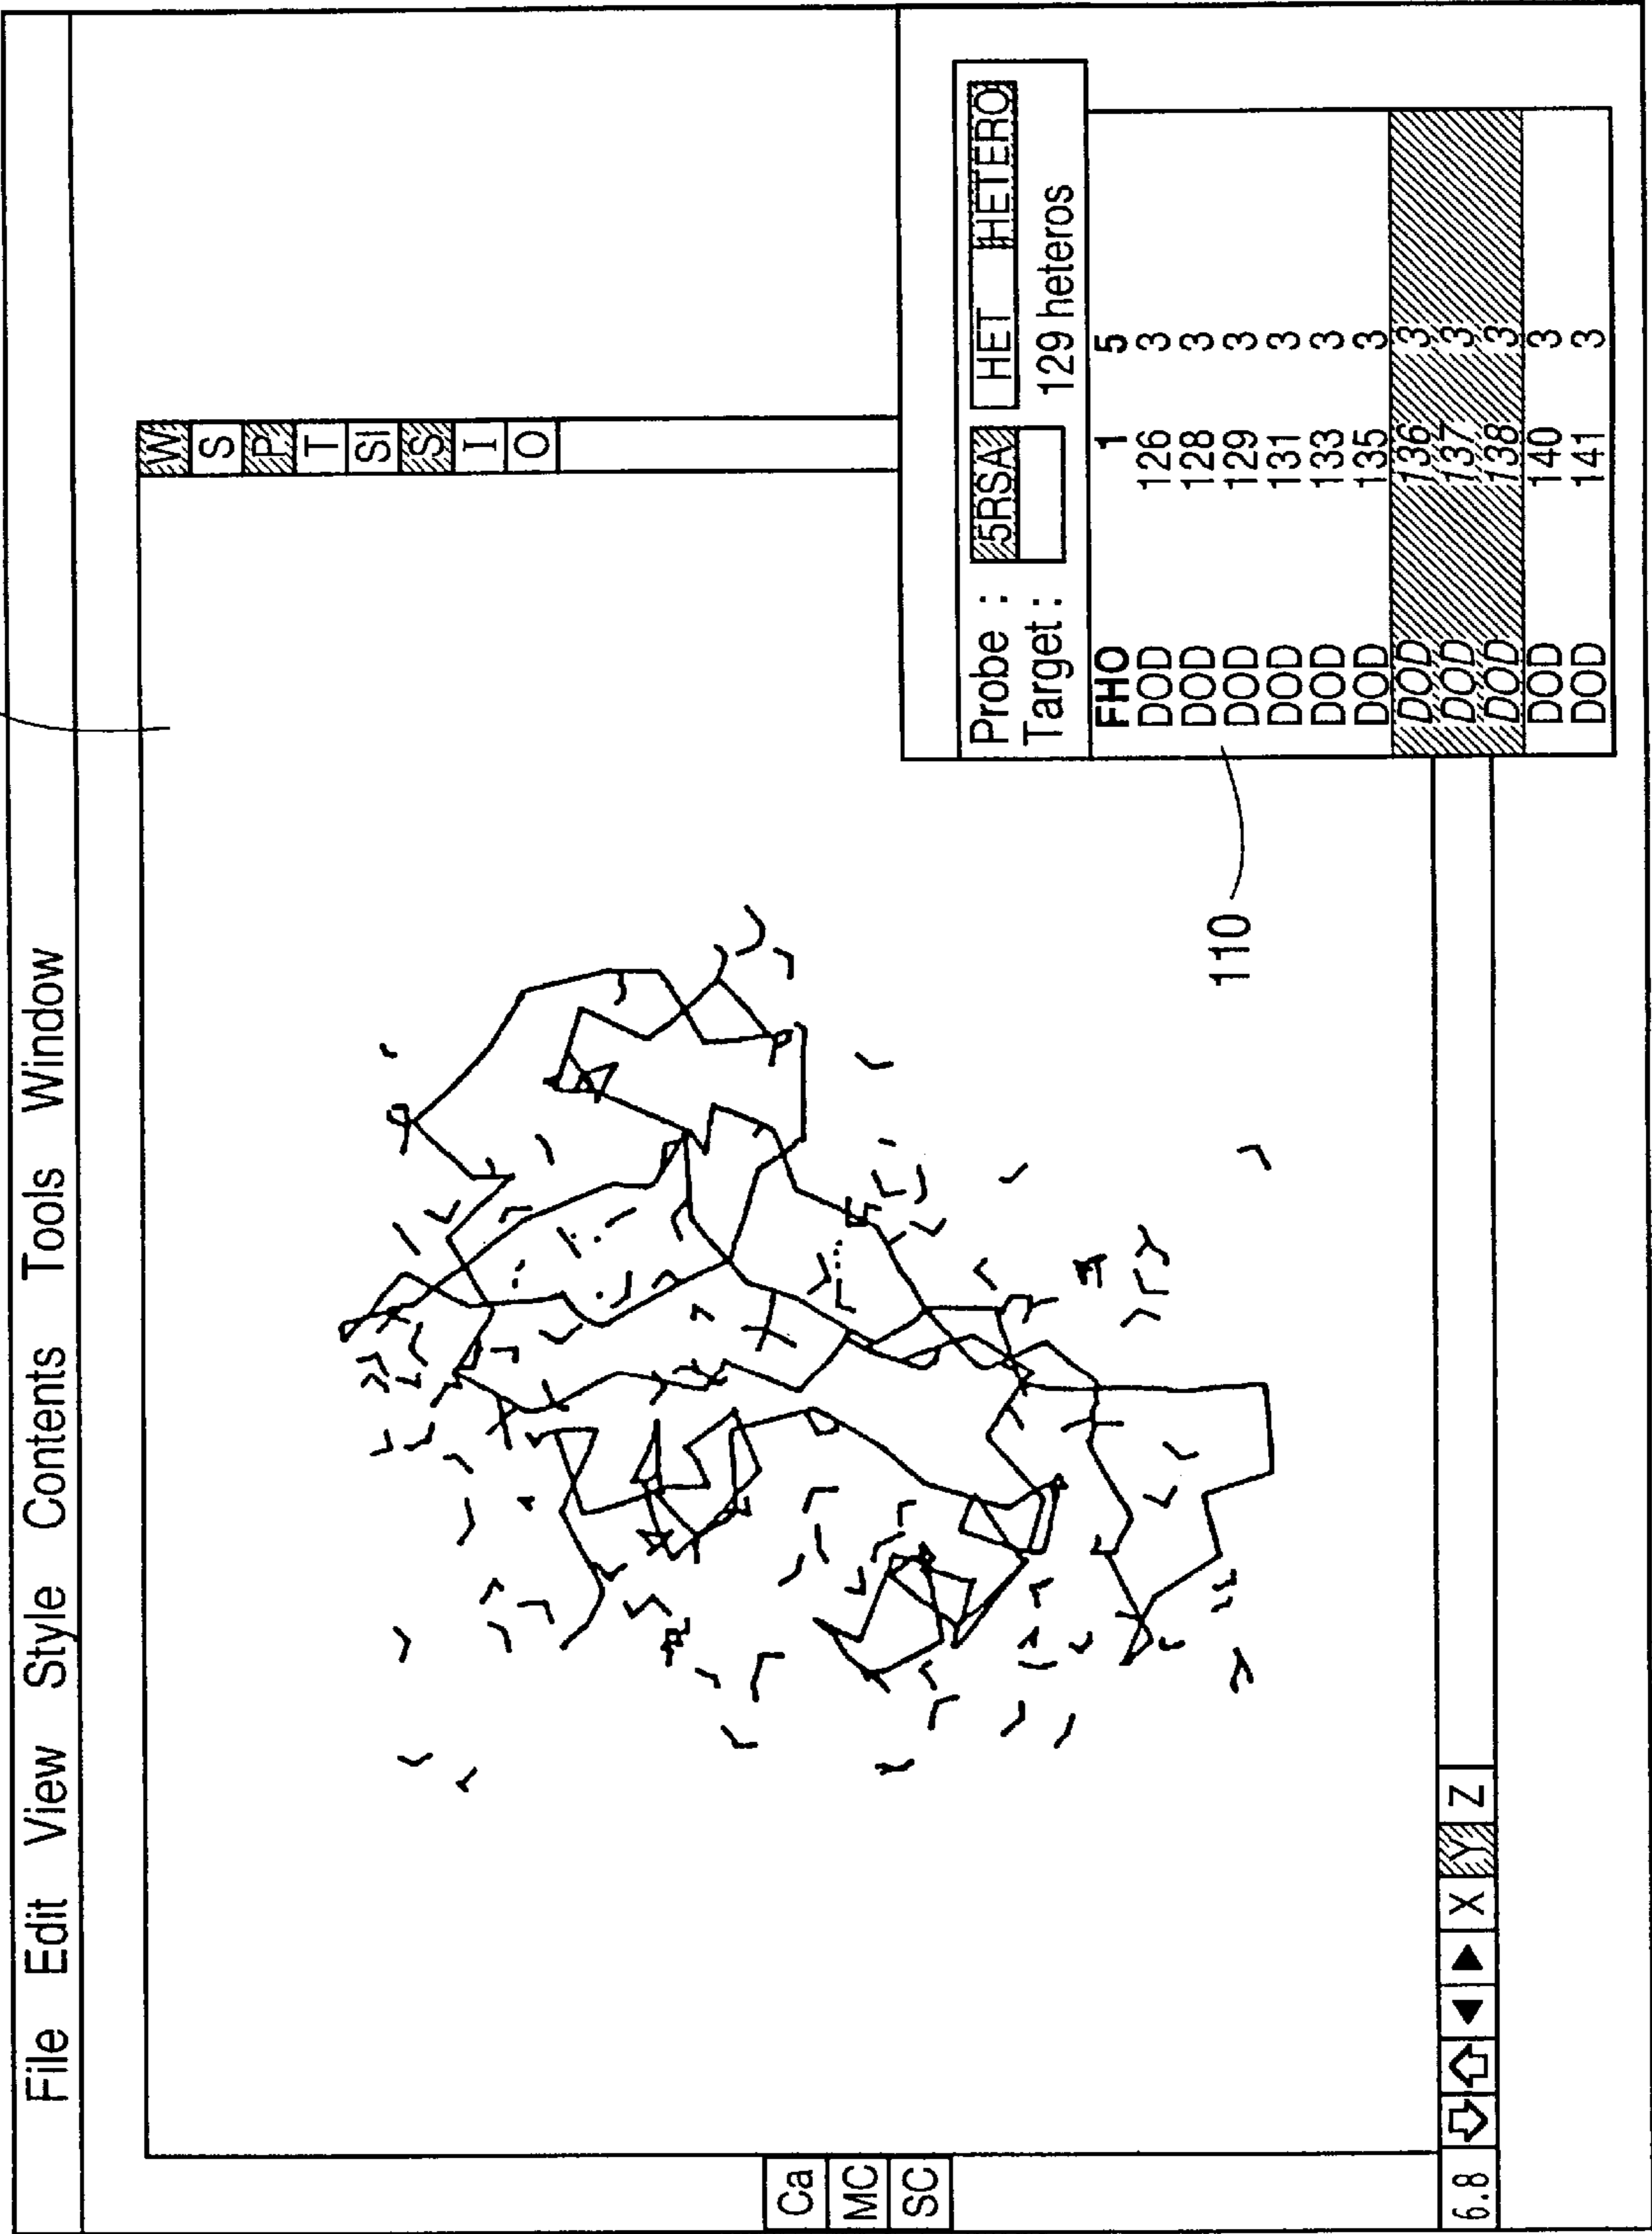 File Edit View Style Contents Tools Window
W
S
P
T
SI
S
I
O
Ca
MC
SC
Probe : 5RSA HET HETERO
Target : 129 heteros
FHO 1 5
DOD 126 3
DOD 128 3
DOD 129 3
DOD 131 3
DOD 133 3
DOD 135 3
DOD 136 3
DOD 137 3
DOD 138 3
DOD 140 3
DOD 141 3
110
6.8 X Y Z